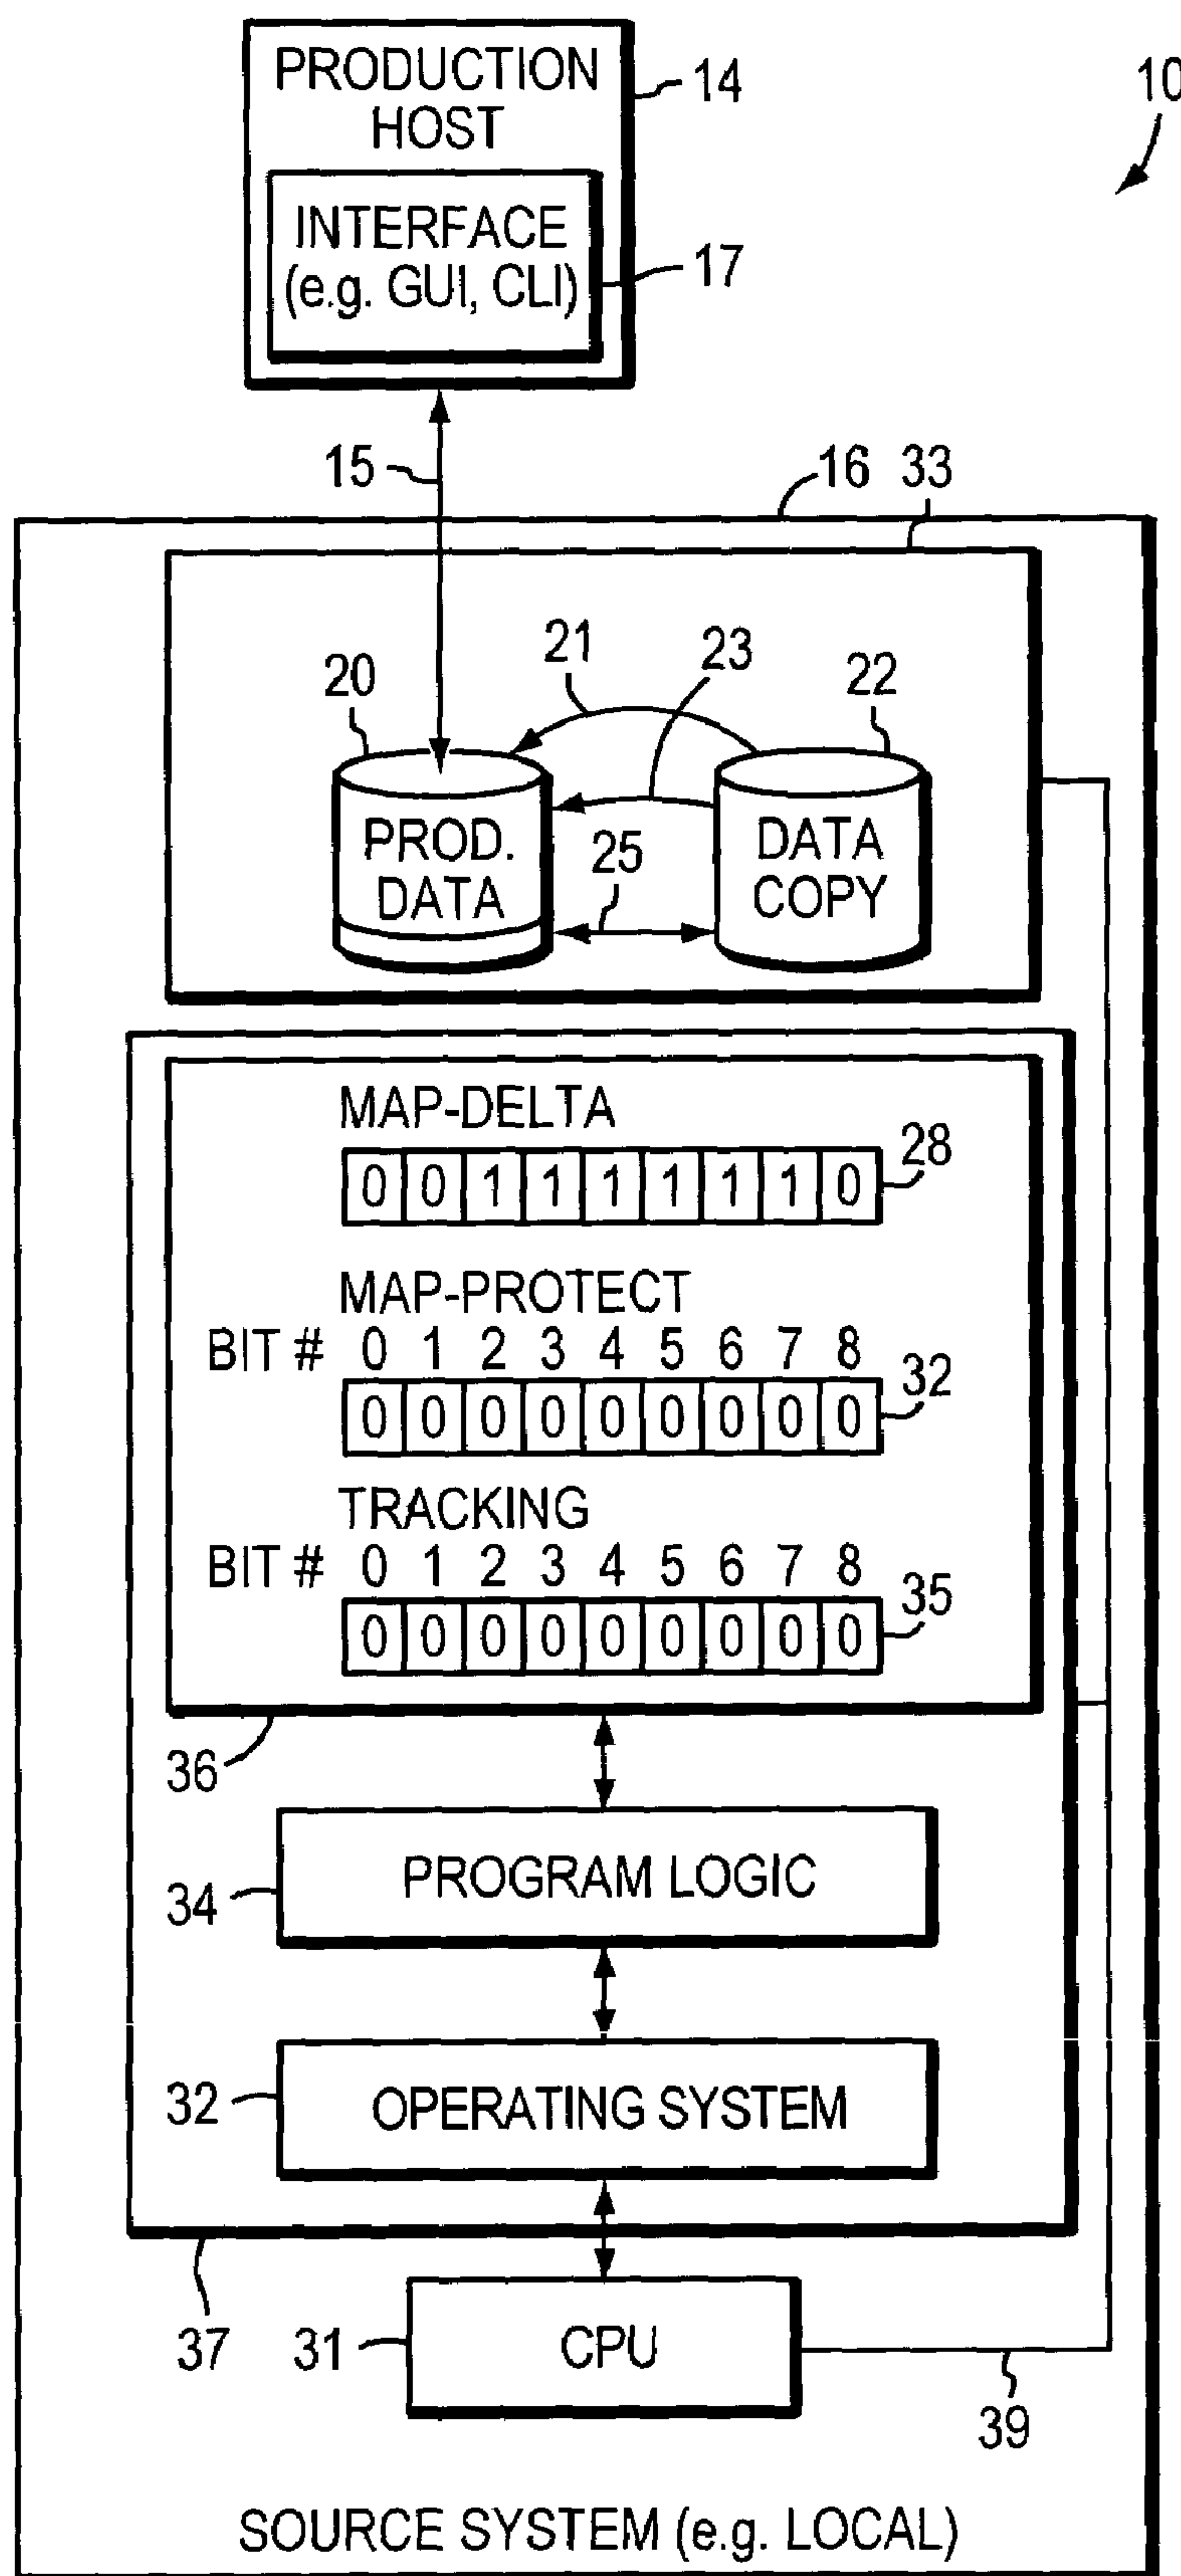 PRODUCTION
HOST
14
10
INTERFACE
(e.g. GUI, CLI)
17
15
16
33
21
23
20
22
PROD.
DATA
25
DATA
COPY
MAP-DELTA
0 0 1 1 1 1 1 1 0
28
MAP-PROTECT
BIT # 0 1 2 3 4 5 6 7 8
0 0 0 0 0 0 0 0 0
32
TRACKING
BIT # 0 1 2 3 4 5 6 7 8
0 0 0 0 0 0 0 0 0
35
36
PROGRAM LOGIC
34
OPERATING SYSTEM
32
37
31
CPU
39
SOURCE SYSTEM (e.g. LOCAL)